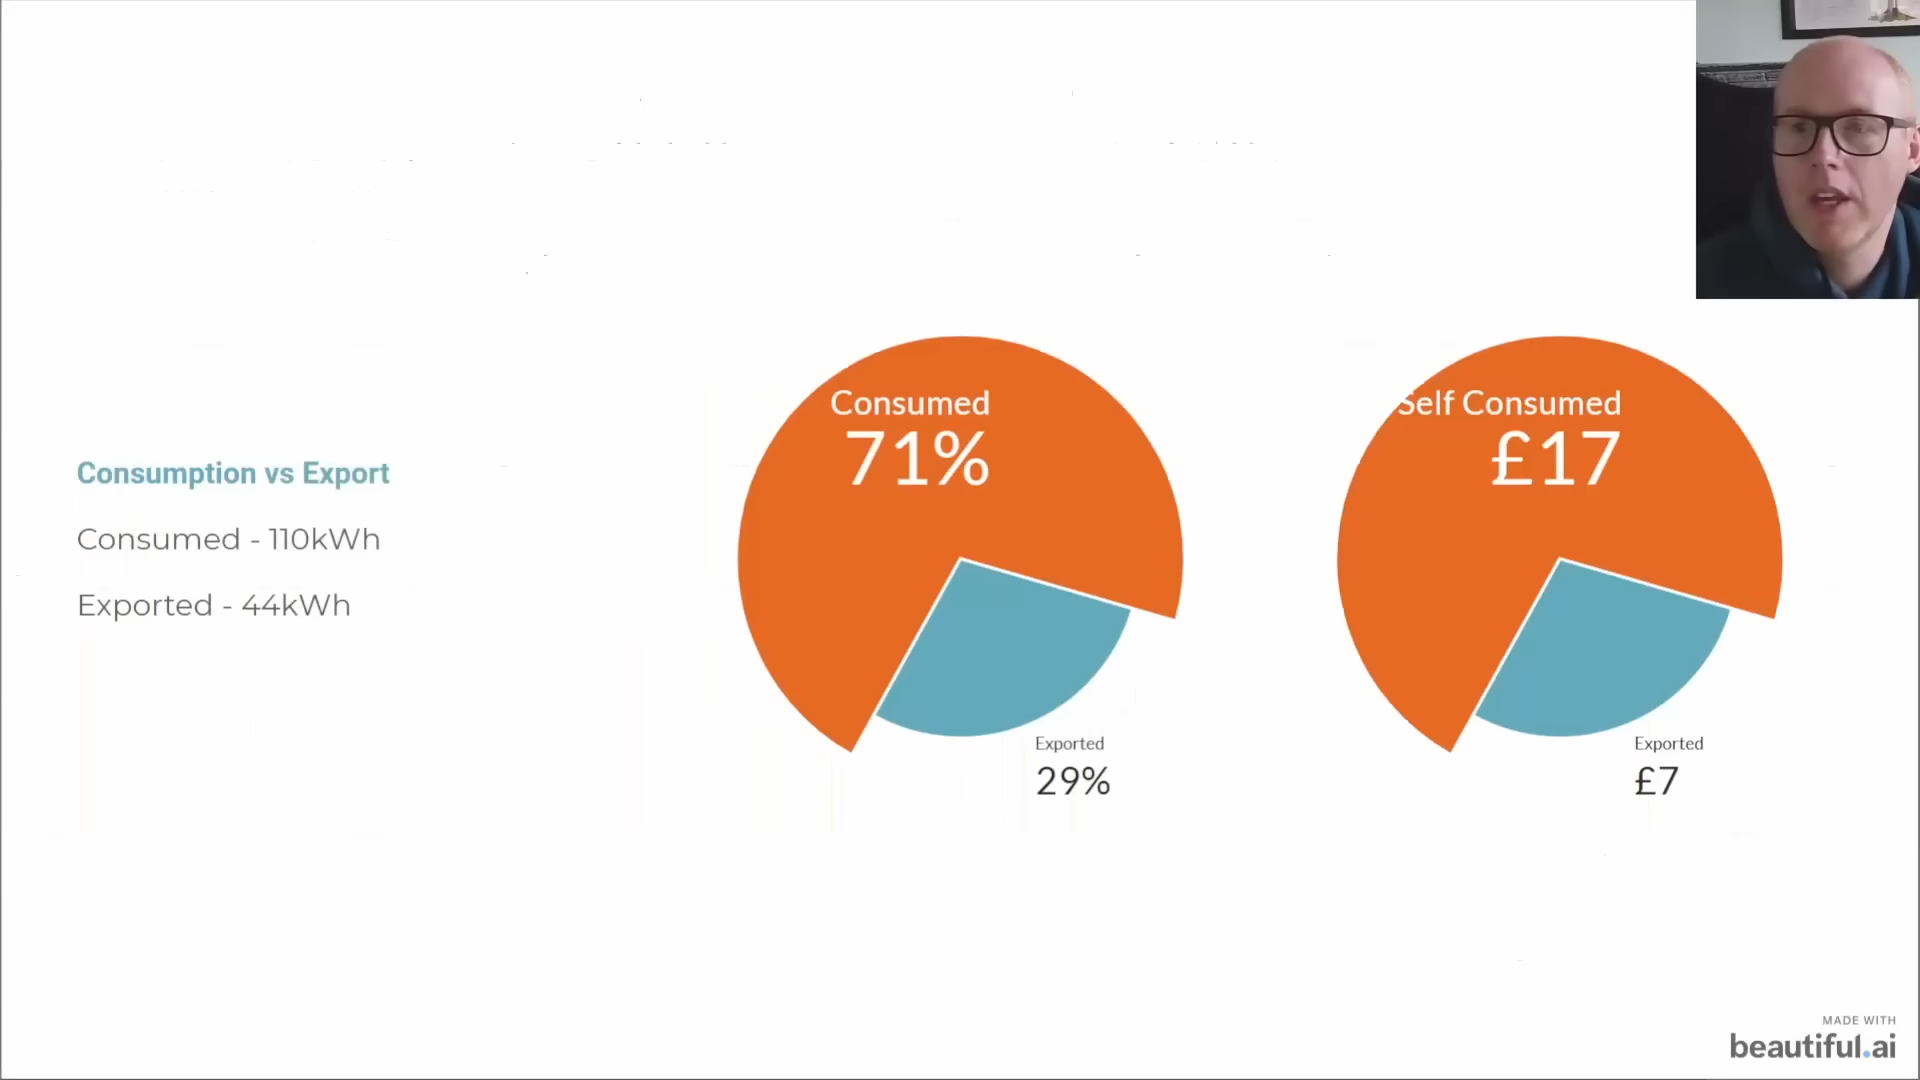 Consumption vs Export
Consumed - 110kWh
Exported - 44kWh
Consumed
71%
Exported
29%
Self Consumed
£17
Exported
£7
MADE WITH
beautiful.ai